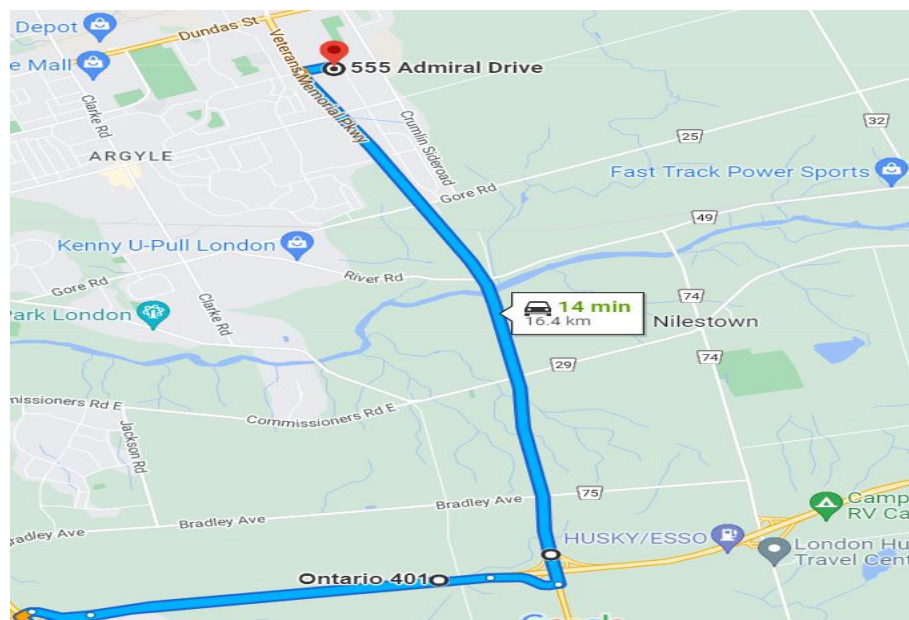 Depot
Dundas St
e Mall
Veterans Memorial Pkwy
555 Admiral Drive
Clarke Rd
Crumlin Sideroad
32
25
ARGYLE
Fast Track Power Sports
Gore Rd
49
Kenny U-Pull London
River Rd
Gore Rd
Park London
Clarke Rd
14 min
16.4 km
74
Nilestown
74
29
missioners Rd E
Commissioners Rd E
Jackson Rd
Bradley Ave
75
Camp
RV Ca
Bradley Ave
radley Ave
HUSKY/ESSO
London Hu
Travel Cent
Ontario 401
Google